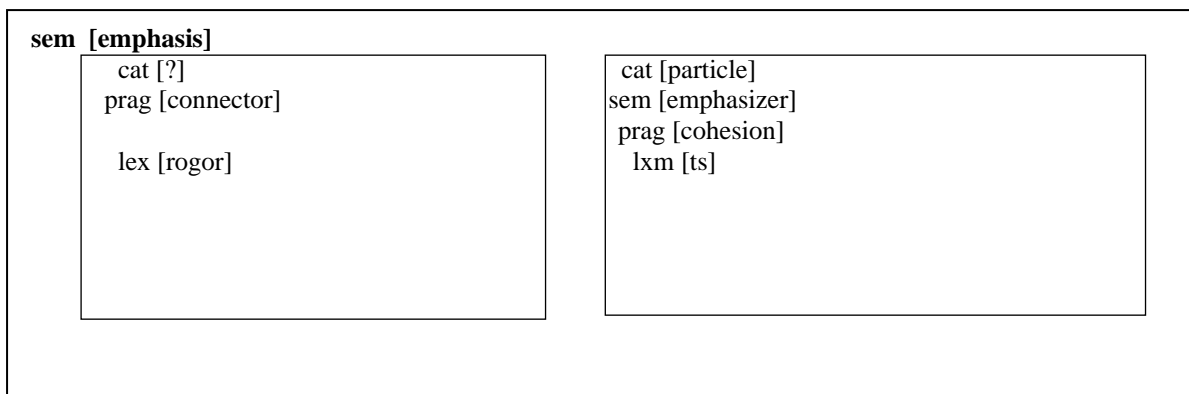 sem [emphasis]
cat [?]
prag [connector]
lex [rogor]
cat [particle]
sem [emphasizer]
prag [cohesion]
lxm [ts]